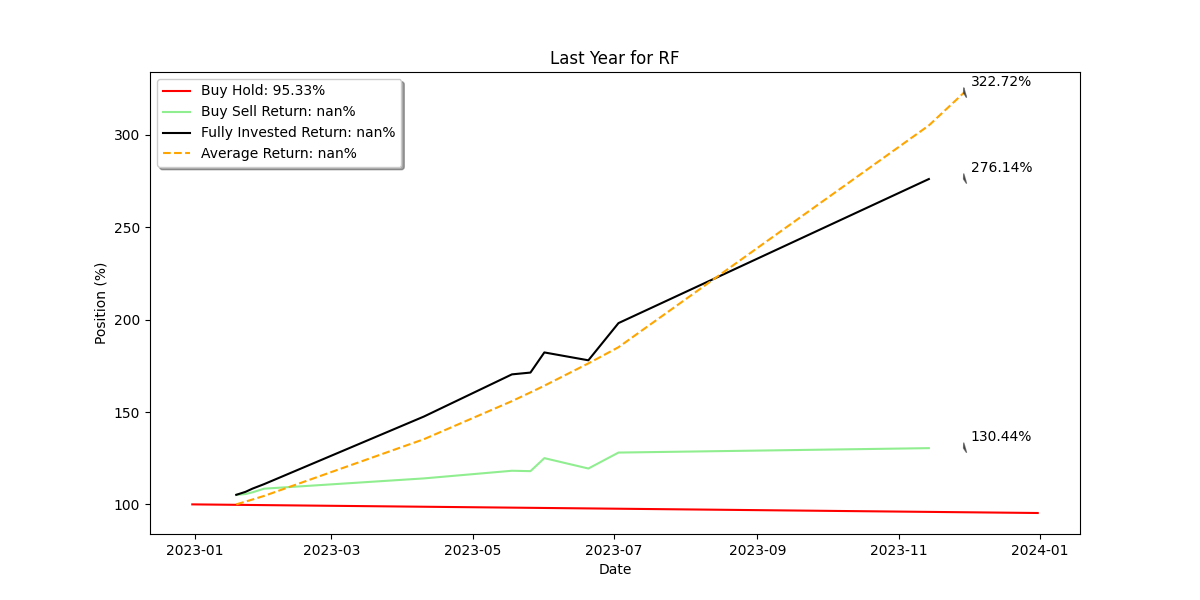 Last Year for RF
Buy Hold: 95.33%
Buy Sell Return: nan%
Fully Invested Return: nan%
Average Return: nan%
322.72%
276.14%
130.44%
300
250
200
150
100
Position (%)
2023-01
2023-03
2023-05
2023-07
2023-09
2023-11
2024-01
Date